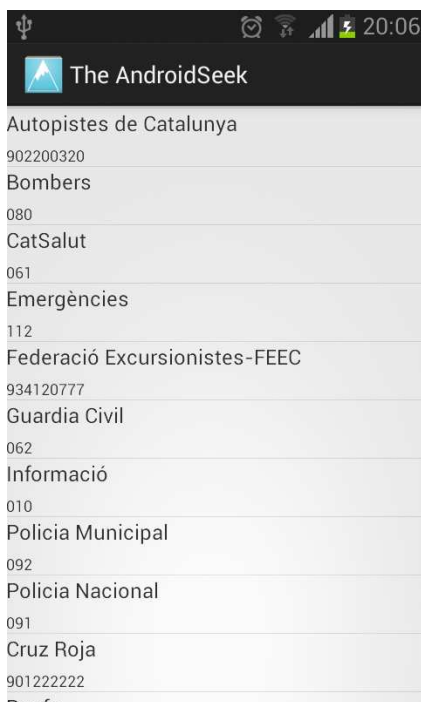 20:06
The AndroidSeek
Autopistes de Catalunya
902200320
Bombers
080
CatSalut
061
Emergències
112
Federació Excursionistes-FEEC
934120777
Guardia Civil
062
Informació
010
Policia Municipal
092
Policia Nacional
091
Cruz Roja
901222222